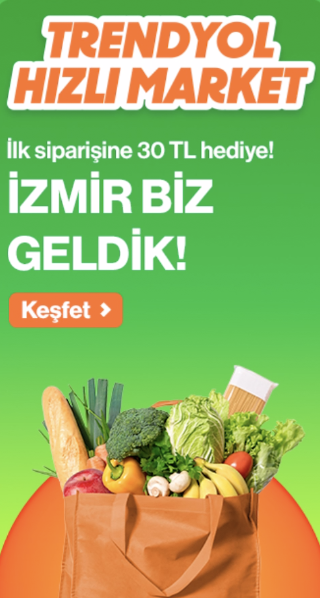 TRENDYOL
HIZLI MARKET
İlk siparişine 30 TL hediye!
İZMİR BİZ
GELDİK!
Keşfet >